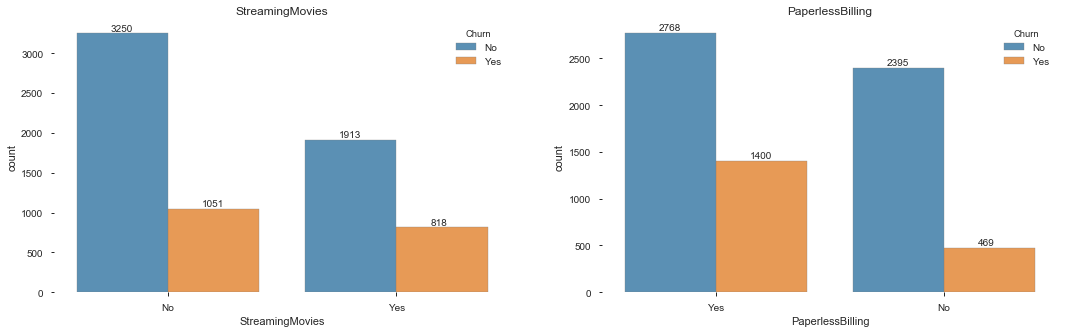 StreamingMovies
3250
Churn
No
Yes
1913
1051
818
3000
2500
2000
1500
1000
500
0
count
No
Yes
StreamingMovies
PaperlessBilling
2768
Churn
No
Yes
2395
1400
469
2500
2000
1500
1000
500
0
count
Yes
No
PaperlessBilling